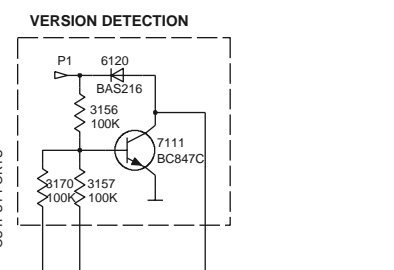 VERSION DETECTION
P1
6120
BAS216
3156
100K
7111
BC847C
3170
100K
3157
100K